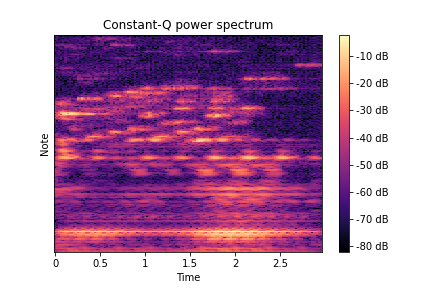 Constant-Q power spectrum
Note
-10 dB
-20 dB
-30 dB
-40 dB
-50 dB
-60 dB
-70 dB
-80 dB
0 0.5 1 1.5 2 2.5
Time